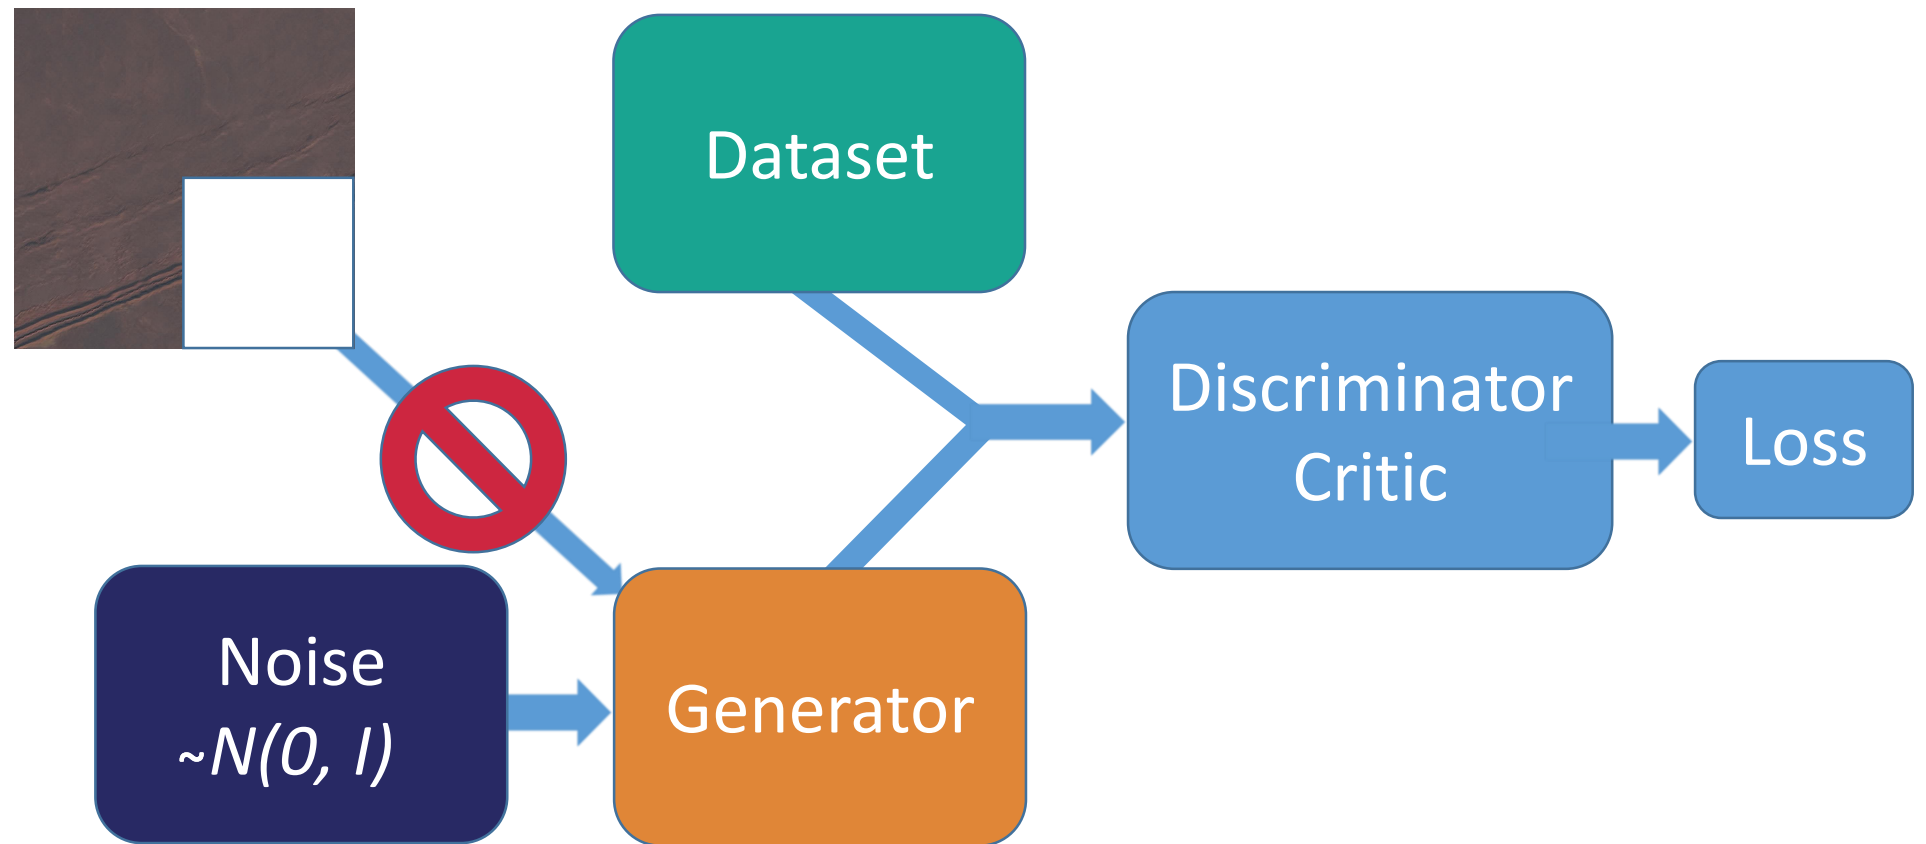 Dataset
Discriminator
Critic
Loss
Noise
~N(0, I)
Generator